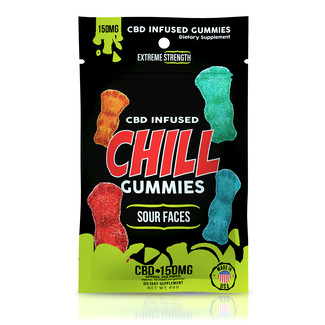 150MG
CBD INFUSED GUMMIES
Dietary Supplement
EXTREME STRENGTH
CBD INFUSED
CHILL
GUMMIES
SOUR FACES
CBD•150MG
DIETARY SUPPLEMENT
MADE IN
USA